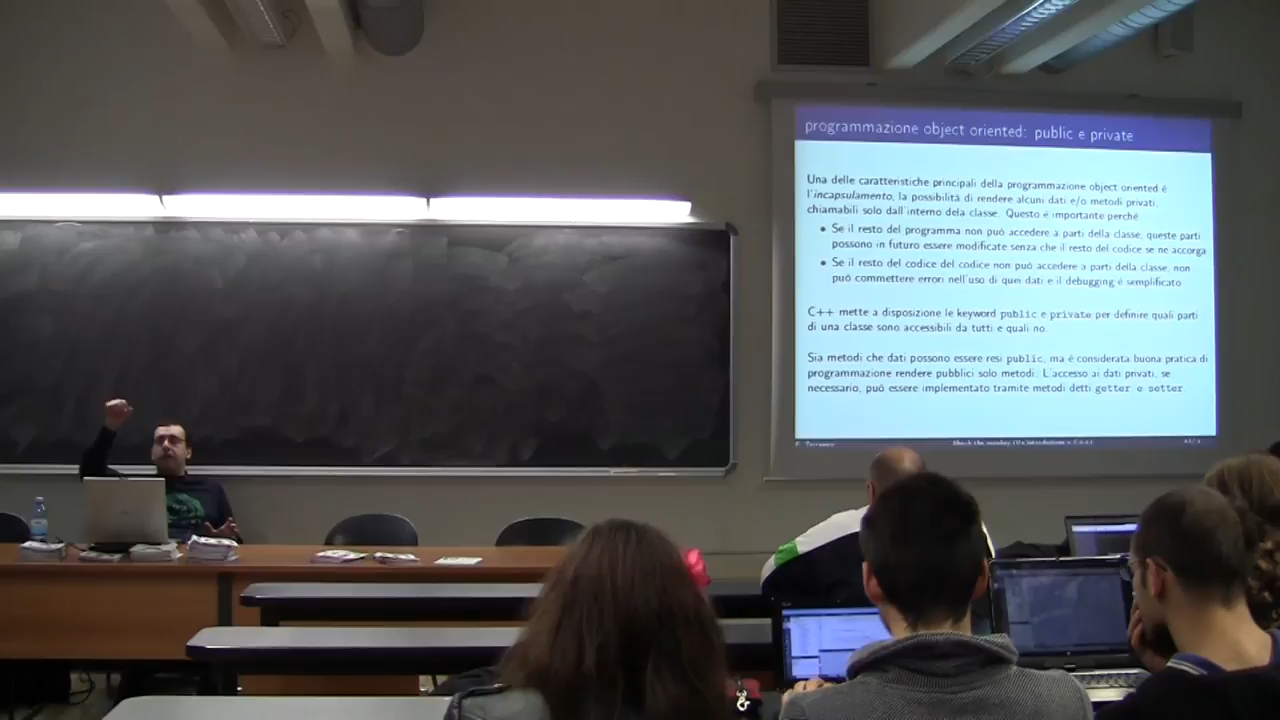 programmazione object oriented: public e private
Una delle caratteristiche principali della programmazione object oriented è
l'incapsulamento, la possibilità di rendere alcuni dati e/o metodi privati,
chiamabili solo dall'interno dela classe. Questo è importante perché
• Se il resto del programma non può accedere a parti della classe, queste parti
possono in futuro essere modificate senza che il resto del codice se ne accorga
• Se il resto del codice del codice non può accedere a parti della classe, non
può commettere errori nell'uso di quei dati e il debugging è semplificato
C++ mette a disposizione le keyword public e private per definire quali parti
di una classe sono accessibili da tutti e quali no.
Sia metodi che dati possono essere resi public, ma è considerata buona pratica di
programmazione rendere pubblici solo metodi. L'accesso ai dati privati, se
necessario, può essere implementato tramite metodi detti getter e setter.